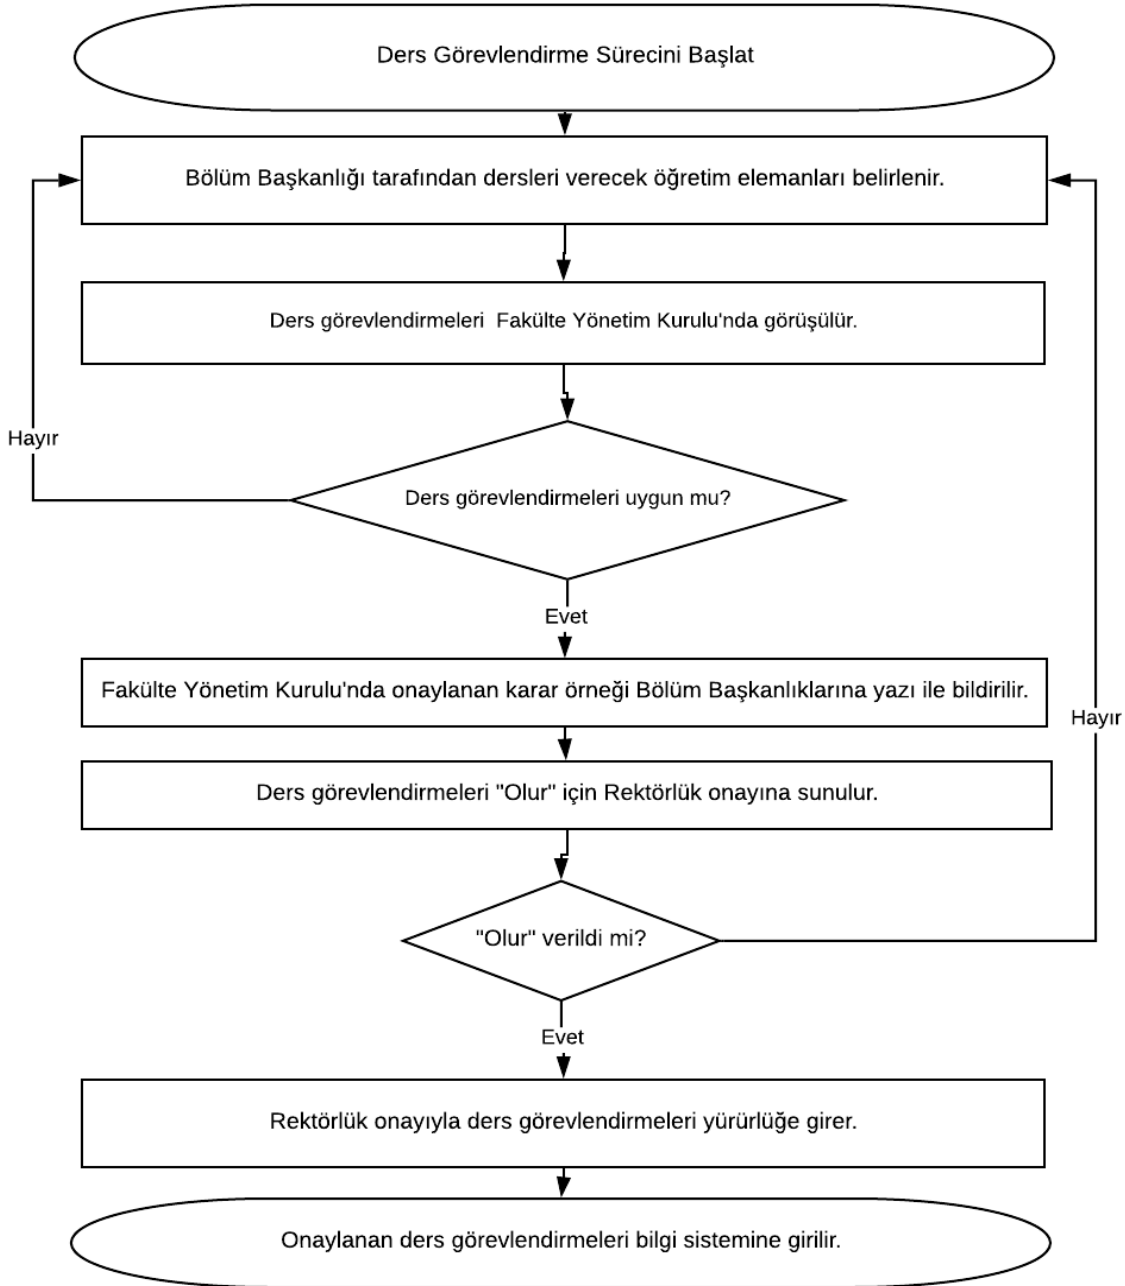 Ders Görevlendirme Sürecini Başlat
Bölüm Başkanlığı tarafından dersleri verecek öğretim elemanları belirlenir.
Ders görevlendirmeleri  Fakülte Yönetim Kurulu'nda görüşülür.
Hayır
Ders görevlendirmeleri uygun mu?
Evet
Fakülte Yönetim Kurulu'nda onaylanan karar örneği Bölüm Başkanlıklarına yazı ile bildirilir.
Hayır
Ders görevlendirmeleri "Olur" için Rektörlük onayına sunulur.
"Olur" verildi mi?
Evet
Rektörlük onayıyla ders görevlendirmeleri yürürlüğe girer.
Onaylanan ders görevlendirmeleri bilgi sistemine girilir.